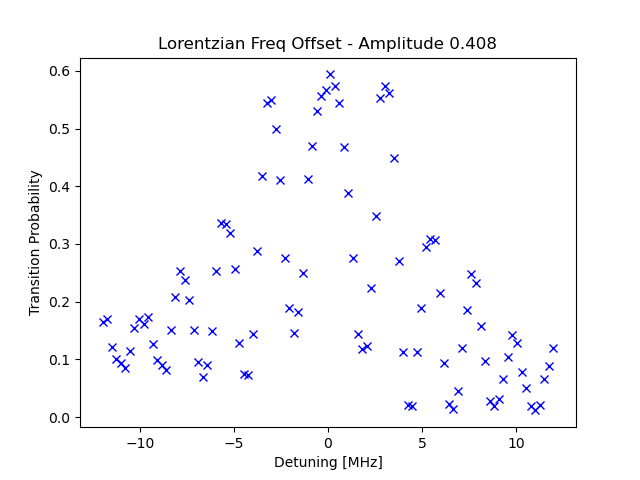 Lorentzian Freq Offset - Amplitude 0.408
Transition Probability
0.6
0.5
0.4
0.3
0.2
0.1
0.0
−10 −5 0 5 10
Detuning [MHz]